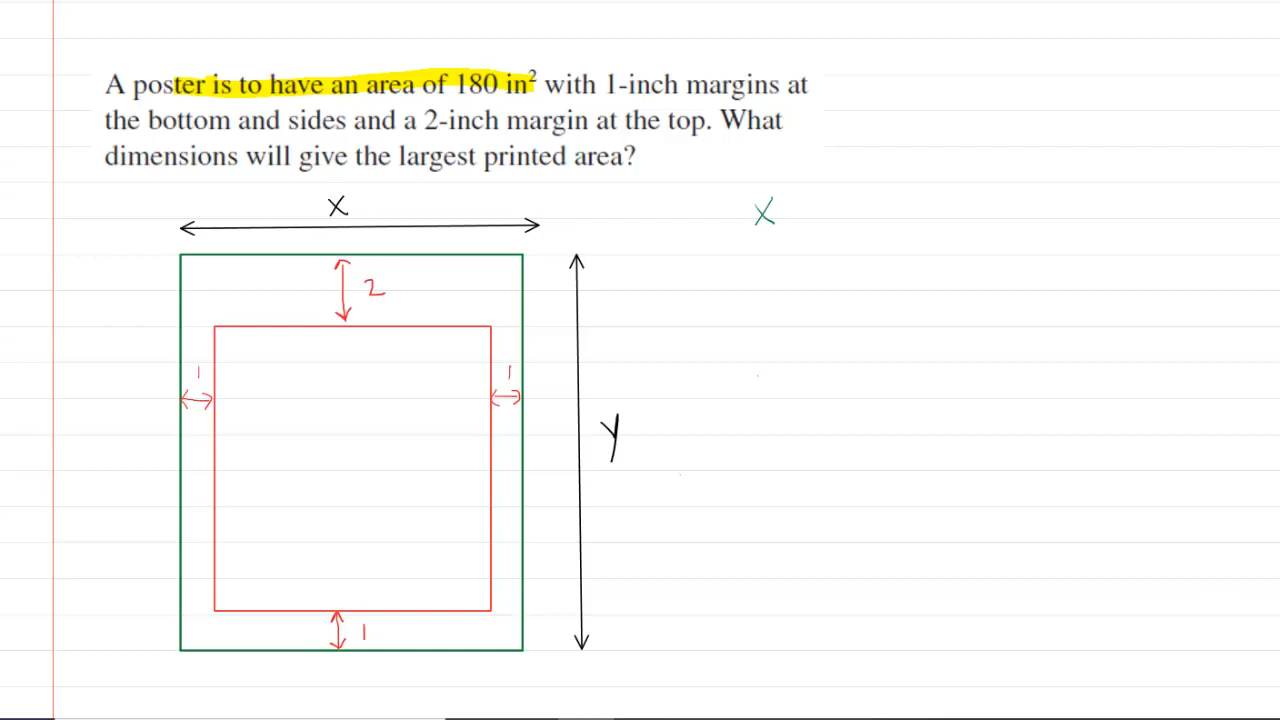 A poster is to have an area of 180 in² with 1-inch margins at
the bottom and sides and a 2-inch margin at the top. What
dimensions will give the largest printed area?
x
x
2
1
1
y
1